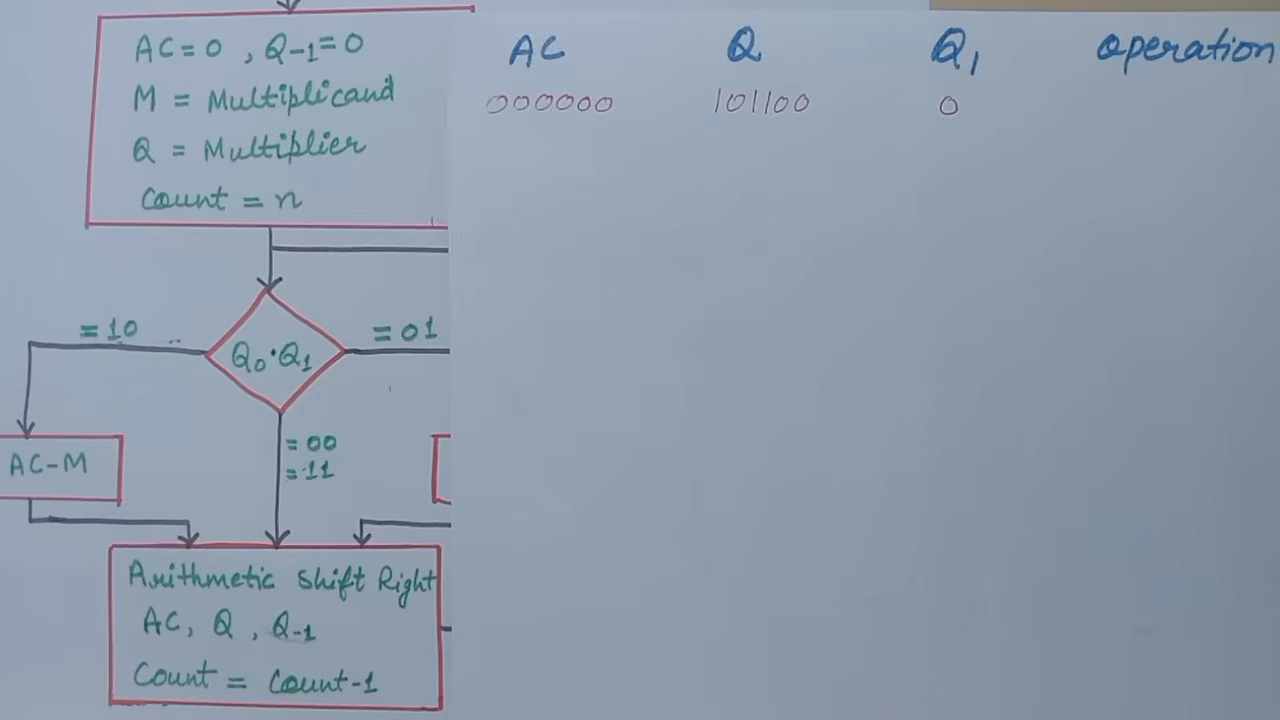 AC = 0 , Q-1 = 0
M = Multiplicand
Q = Multiplier
Count = n
= 10
Q0 · Q1
= 01
= 00
= 11
AC-M
Arithmetic Shift Right
AC, Q , Q-1
Count = Count-1
AC Q Q1 operation
000000 101100 0